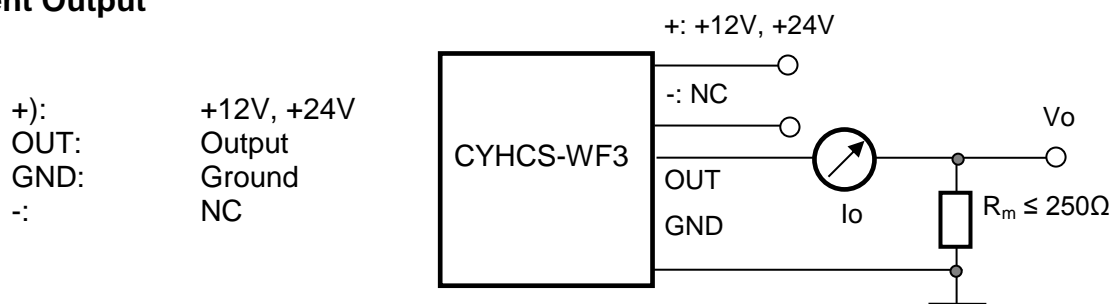 ent Output
+): +12V, +24V
OUT: Output
GND: Ground
-: NC
+: +12V, +24V
-: NC
CYHCS-WF3
OUT
GND
Io
Vo
Rₘ ≤ 250Ω